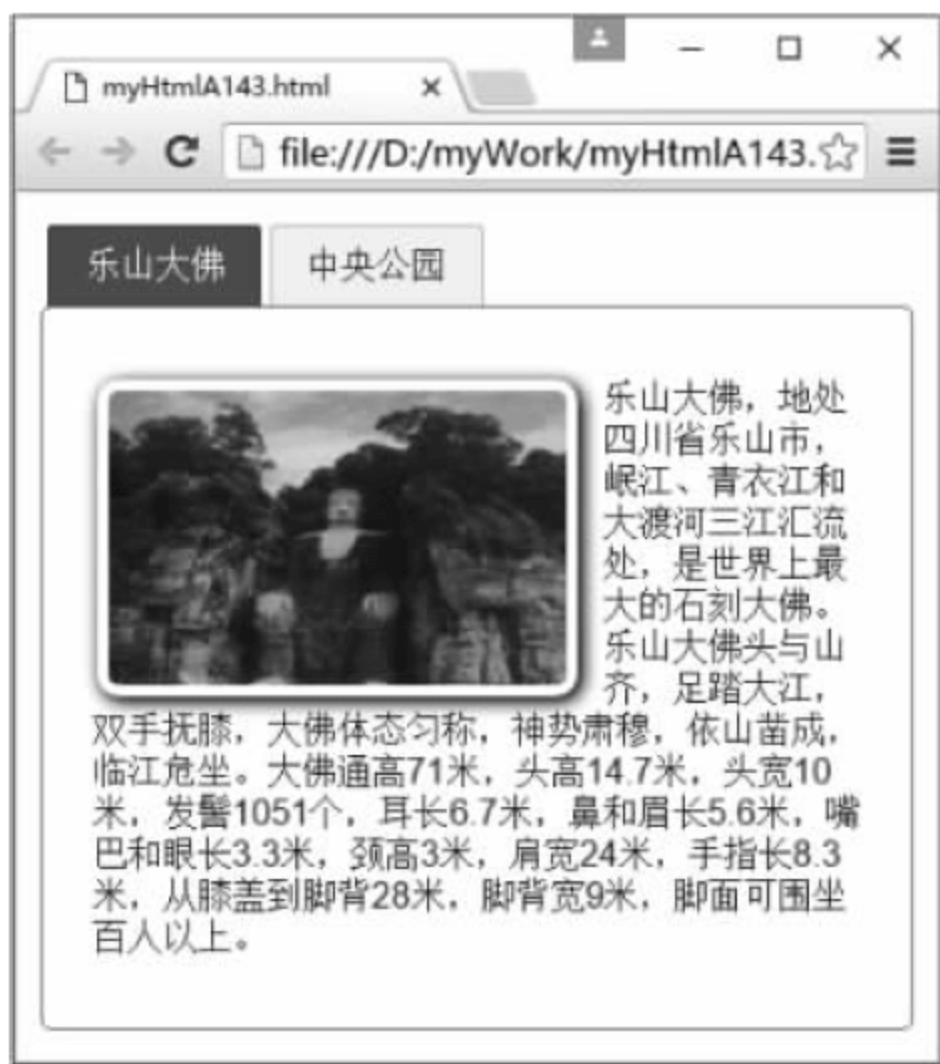 myHtmlA143.html
file:///D:/myWork/myHtmlA143.
乐山大佛
中央公园
乐山大佛，地处
四川省乐山市，
岷江、青衣江和
大渡河三江汇流
处，是世界上最
大的石刻大佛。
乐山大佛头与山
齐，足踏大江，
双手抚膝，大佛体态匀称，神势肃穆，依山凿成，
临江危坐。大佛通高71米，头高14.7米，头宽10
米，发髻1051个，耳长6.7米，鼻和眉长5.6米，嘴
巴和眼长3.3米，颈高3米，肩宽24米，手指长8.3
米，从膝盖到脚背28米，脚背宽9米，脚面可围坐
百人以上。